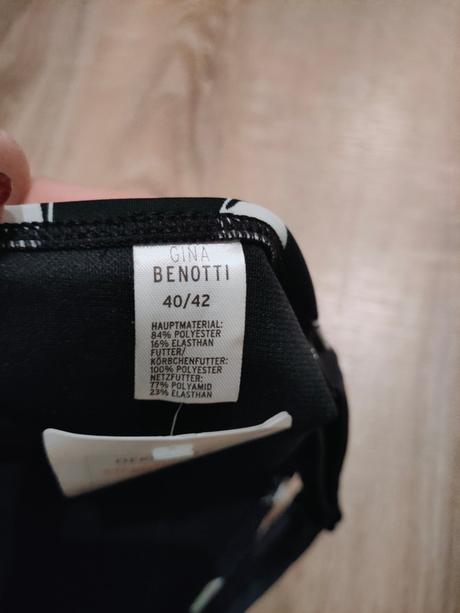 GINA
BENOTTI
40/42
HAUPTMATERIAL:
84% POLYESTER
16% ELASTHAN
FUTTER/
KÖRBCHENFUTTER:
100% POLYESTER
NETZFUTTER:
77% POLYAMID
23% ELASTHAN